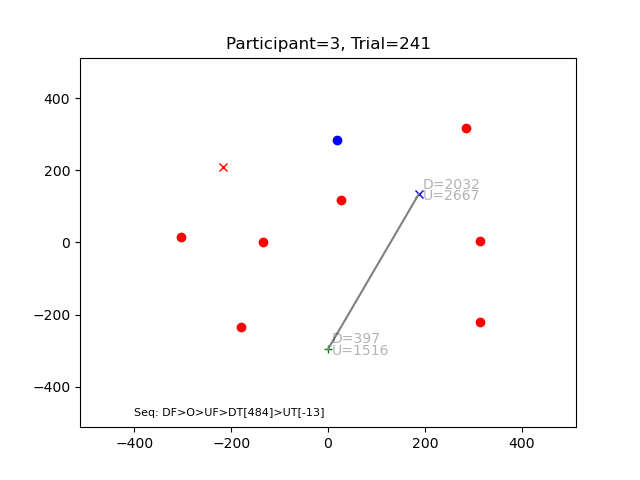 Participant=3, Trial=241
400
200
0
−200
−400
D=2032
U=2667
D=397
U=1516
Seq: DF>O>UF>DT[484]>UT[-13]
−400 −200 0 200 400